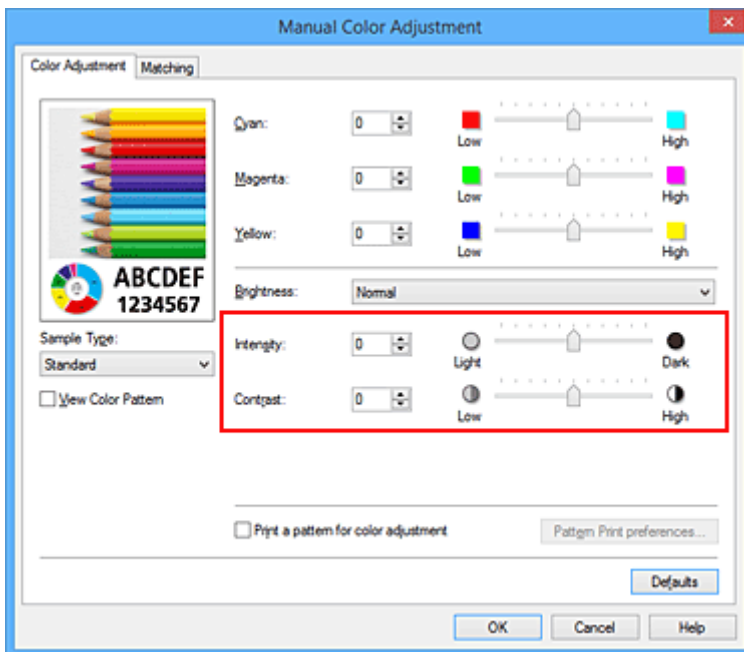 Manual Color Adjustment
Color Adjustment Matching
Cyan: 0 Low High
Magenta: 0 Low High
Yellow: 0 Low High
ABCDEF
1234567
Brightness: Normal
Sample Type:
Standard
View Color Pattern
Intensity: 0 Light Dark
Contrast: 0 Low High
Print a pattern for color adjustment Pattern Print preferences...
Defaults
OK Cancel Help